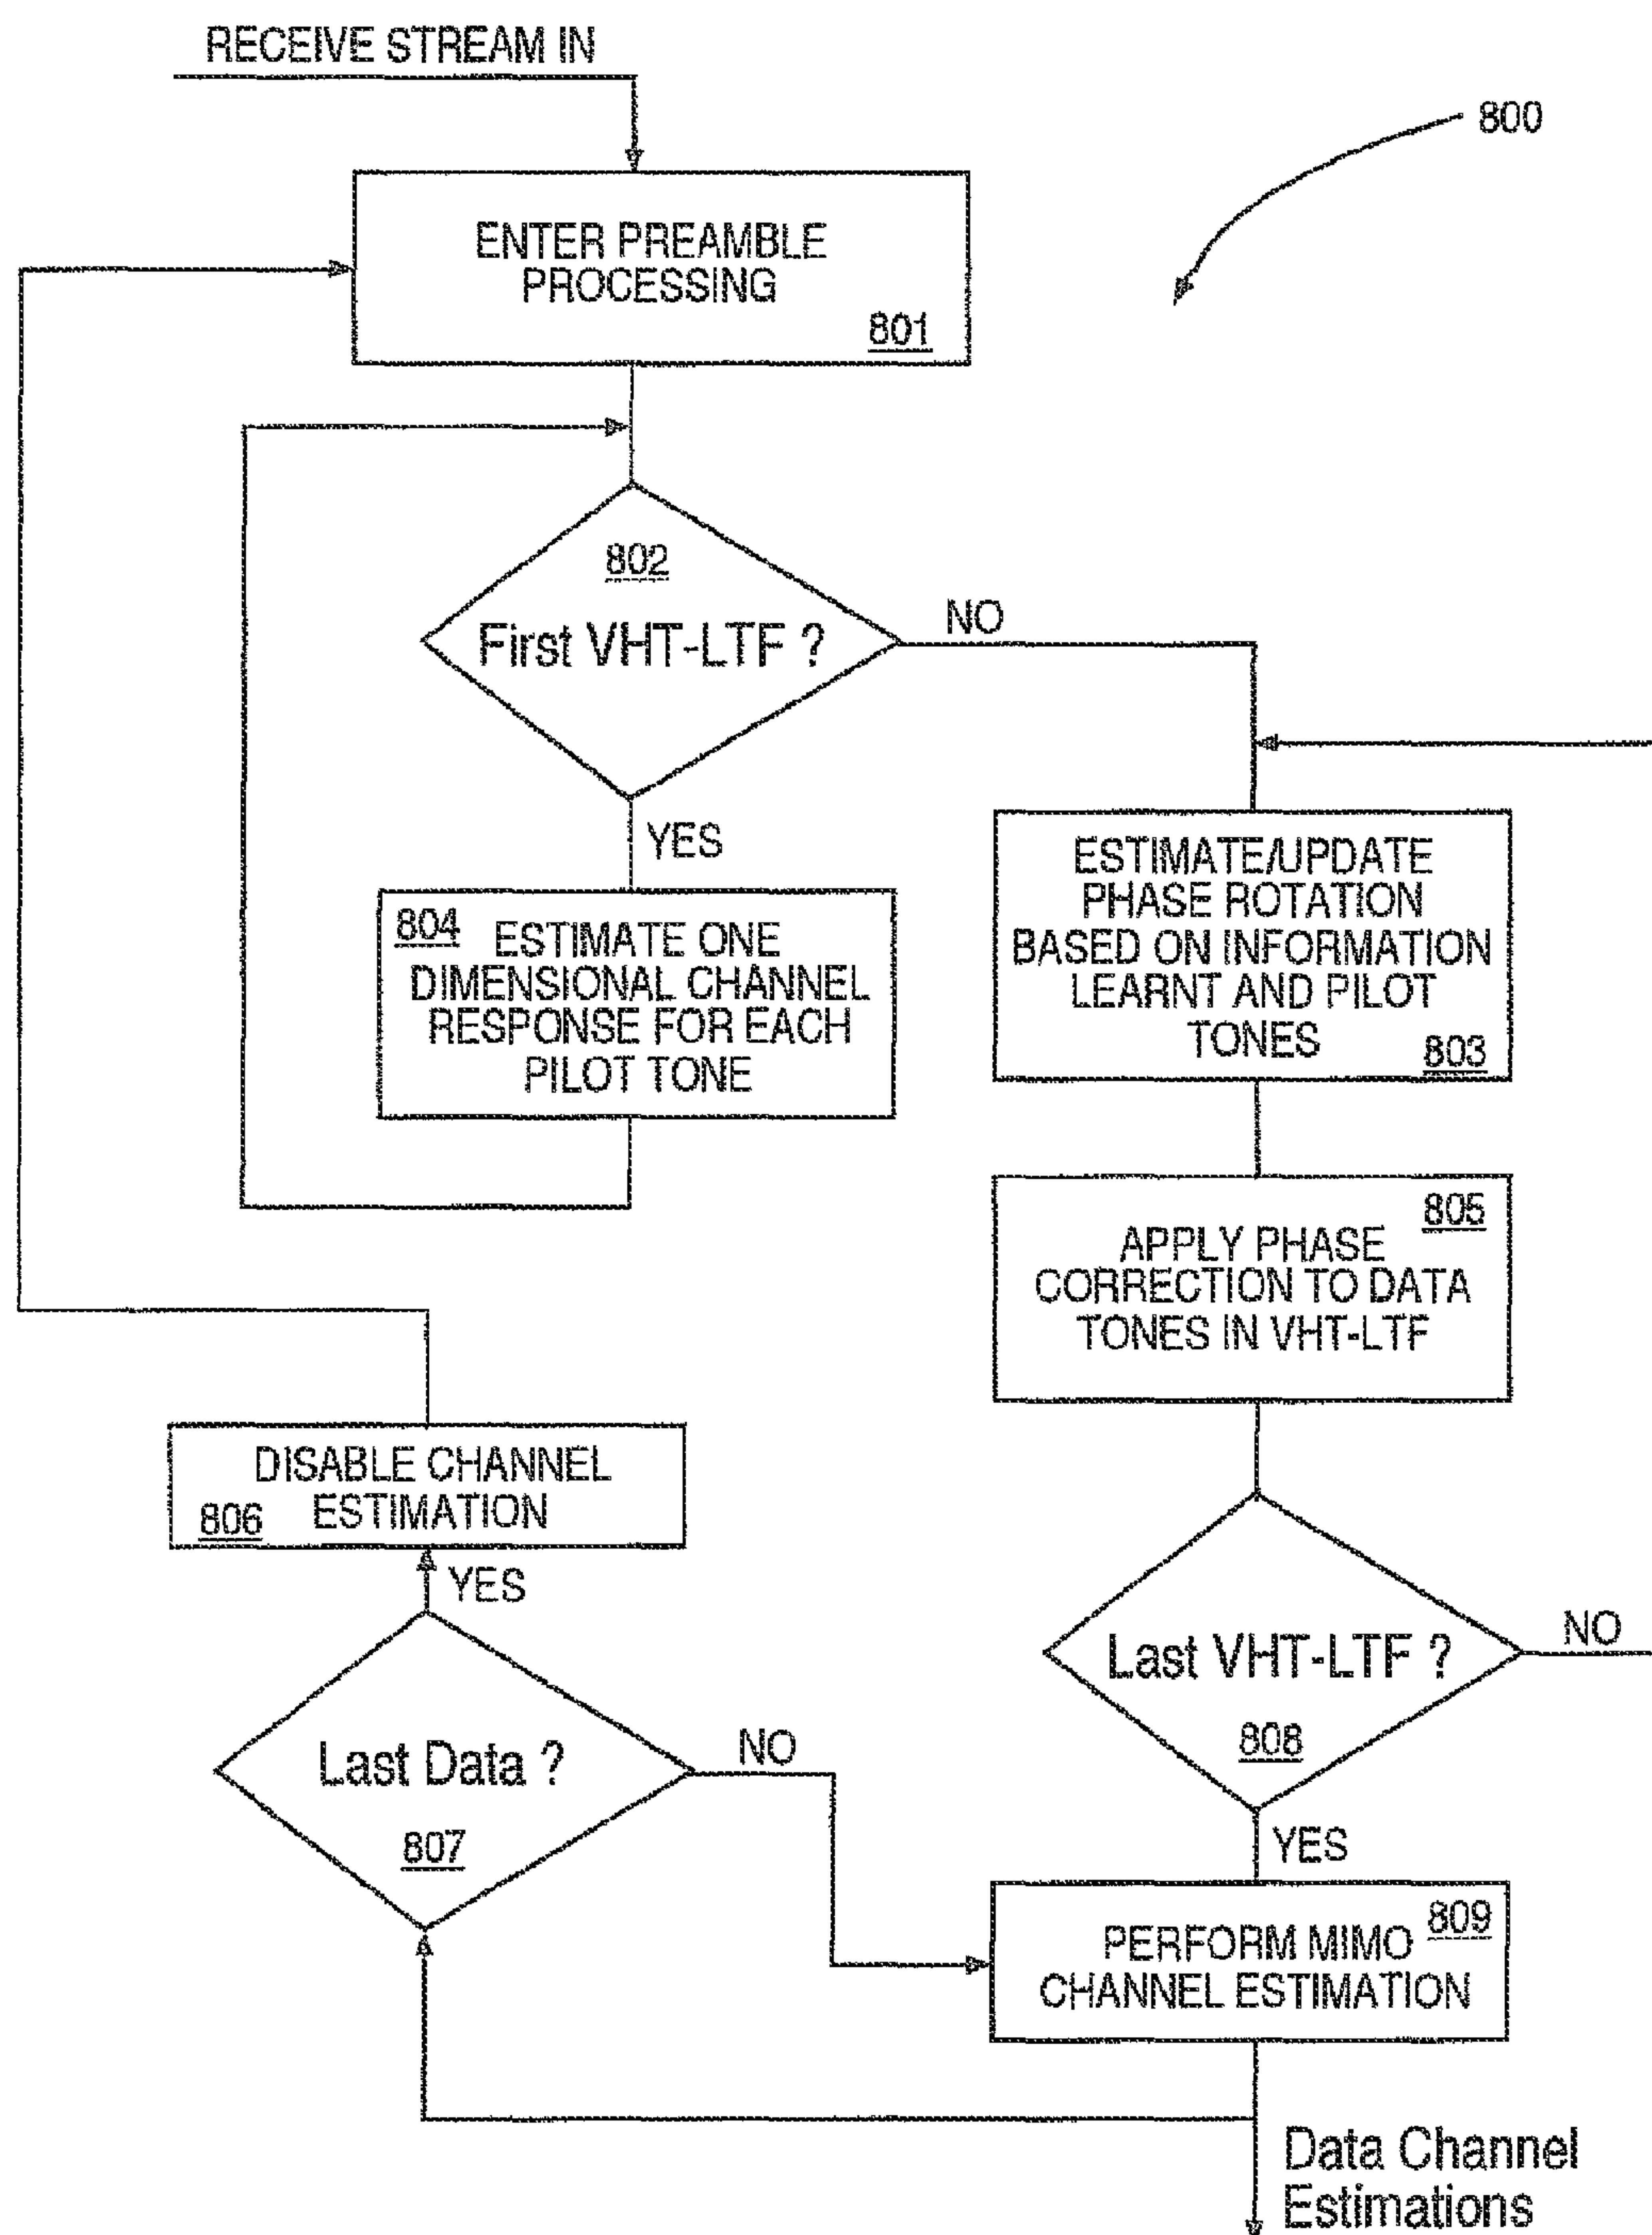 RECEIVE STREAM IN
800
ENTER PREAMBLE
PROCESSING
801
802
First VHT-LTF ?
NO
YES
804
ESTIMATE ONE
DIMENSIONAL CHANNEL
RESPONSE FOR EACH
PILOT TONE
ESTIMATE/UPDATE
PHASE ROTATION
BASED ON INFORMATION
LEARNT AND PILOT
TONES
803
805
APPLY PHASE
CORRECTION TO DATA
TONES IN VHT-LTF
DISABLE CHANNEL
ESTIMATION
806
YES
Last Data ?
807
NO
Last VHT-LTF ?
808
NO
YES
809
PERFORM MIMO
CHANNEL ESTIMATION
Data Channel
Estimations